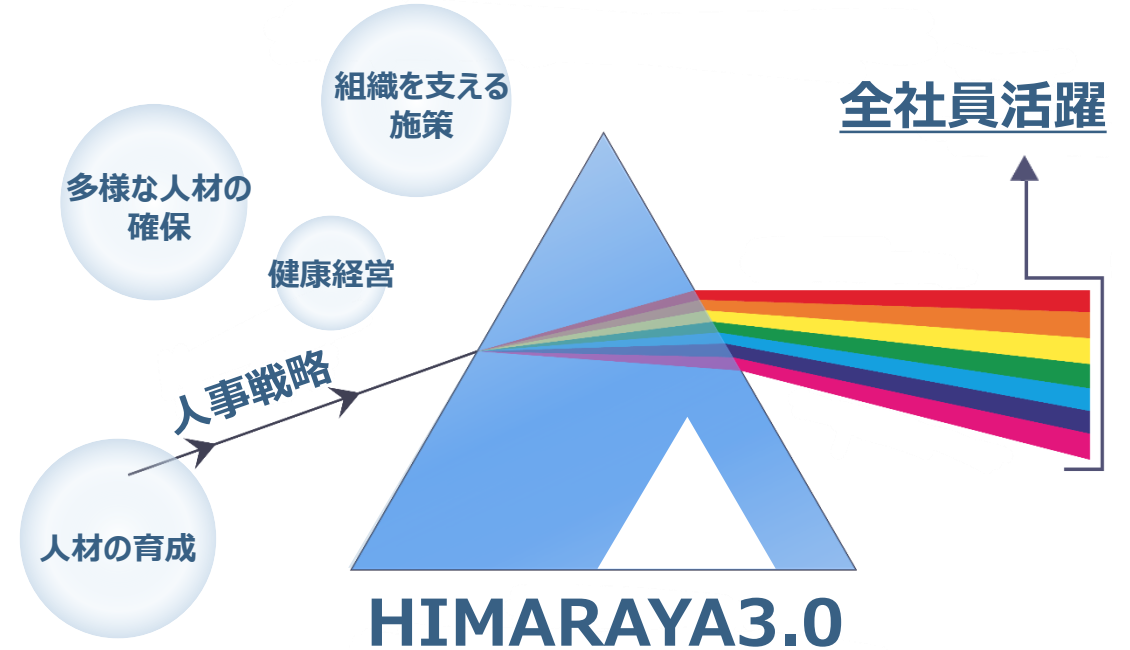 組織を支える
施策
全社員活躍
多様な人材の
確保
健康経営
人事戦略
人材の育成
HIMARAYA3.0